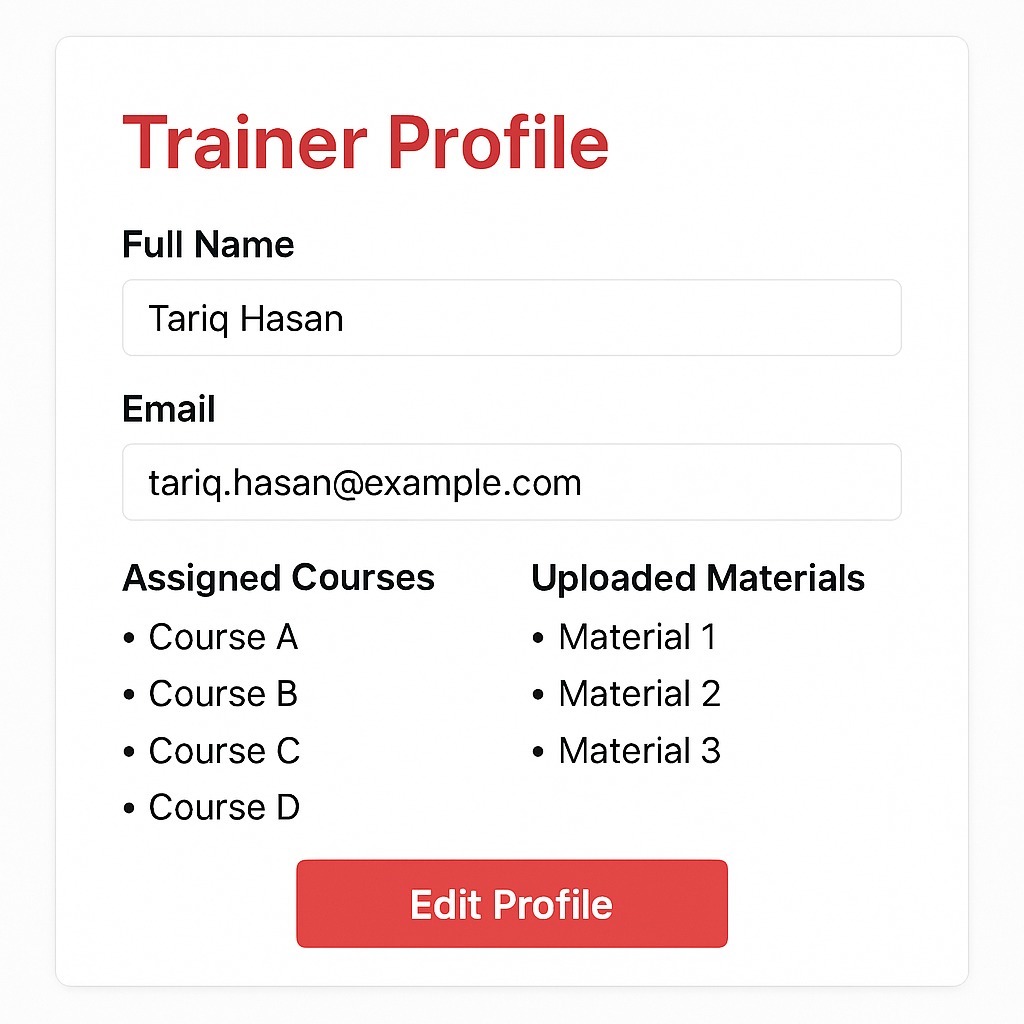 Trainer Profile
Full Name
Tariq Hasan
Email
tariq.hasan@example.com
Assigned Courses
• Course A
• Course B
• Course C
• Course D
Uploaded Materials
• Material 1
• Material 2
• Material 3
Edit Profile